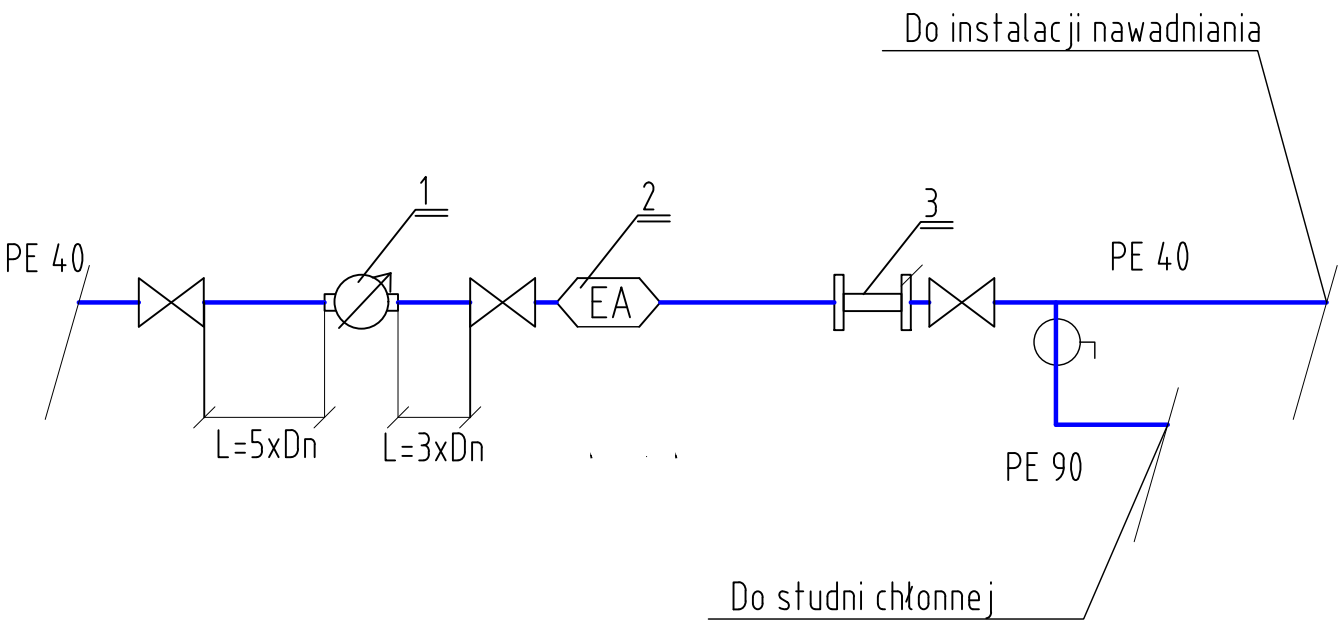 Do instalacji nawadniania
1
2
3
PE 40
PE 40
EA
L=5xDn
L=3xDn
PE 90
Do studni chłonnej